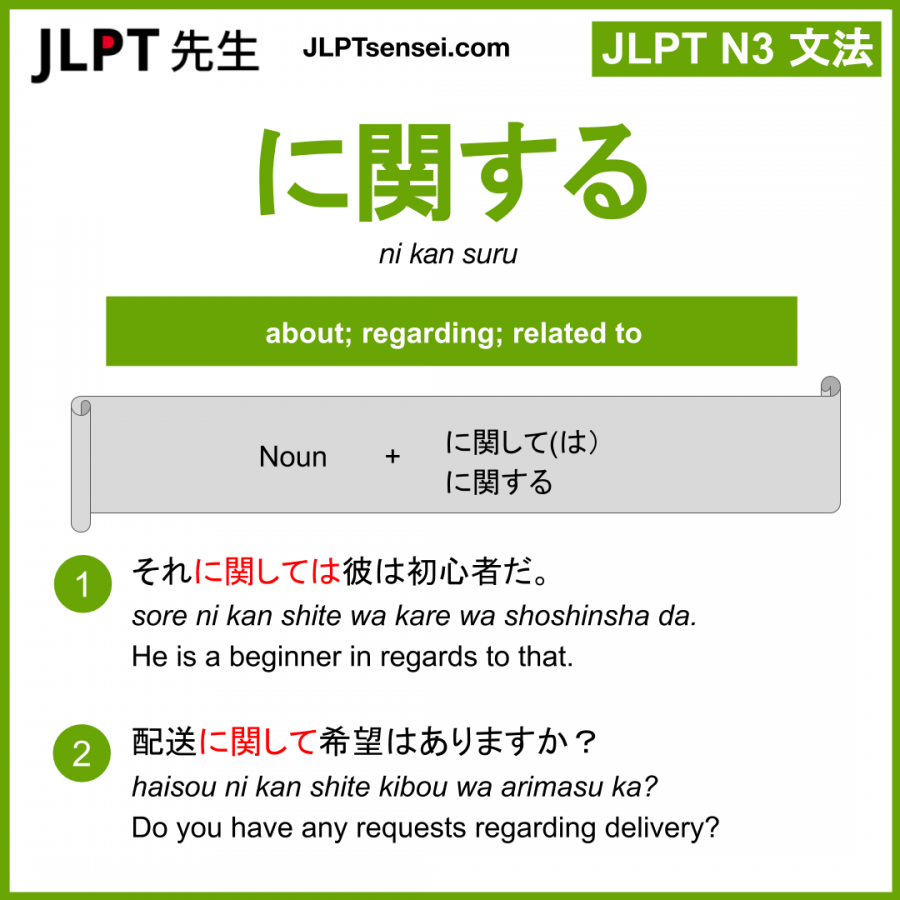 JLPT 先生
JLPTsensei.com
JLPT N3 文法
に関する
ni kan suru
about; regarding; related to
Noun + に関して(は）
に関する
1 それに関しては彼は初心者だ。
sore ni kan shite wa kare wa shoshinsha da.
He is a beginner in regards to that.
2 配送に関して希望はありますか？
haisou ni kan shite kibou wa arimasu ka?
Do you have any requests regarding delivery?